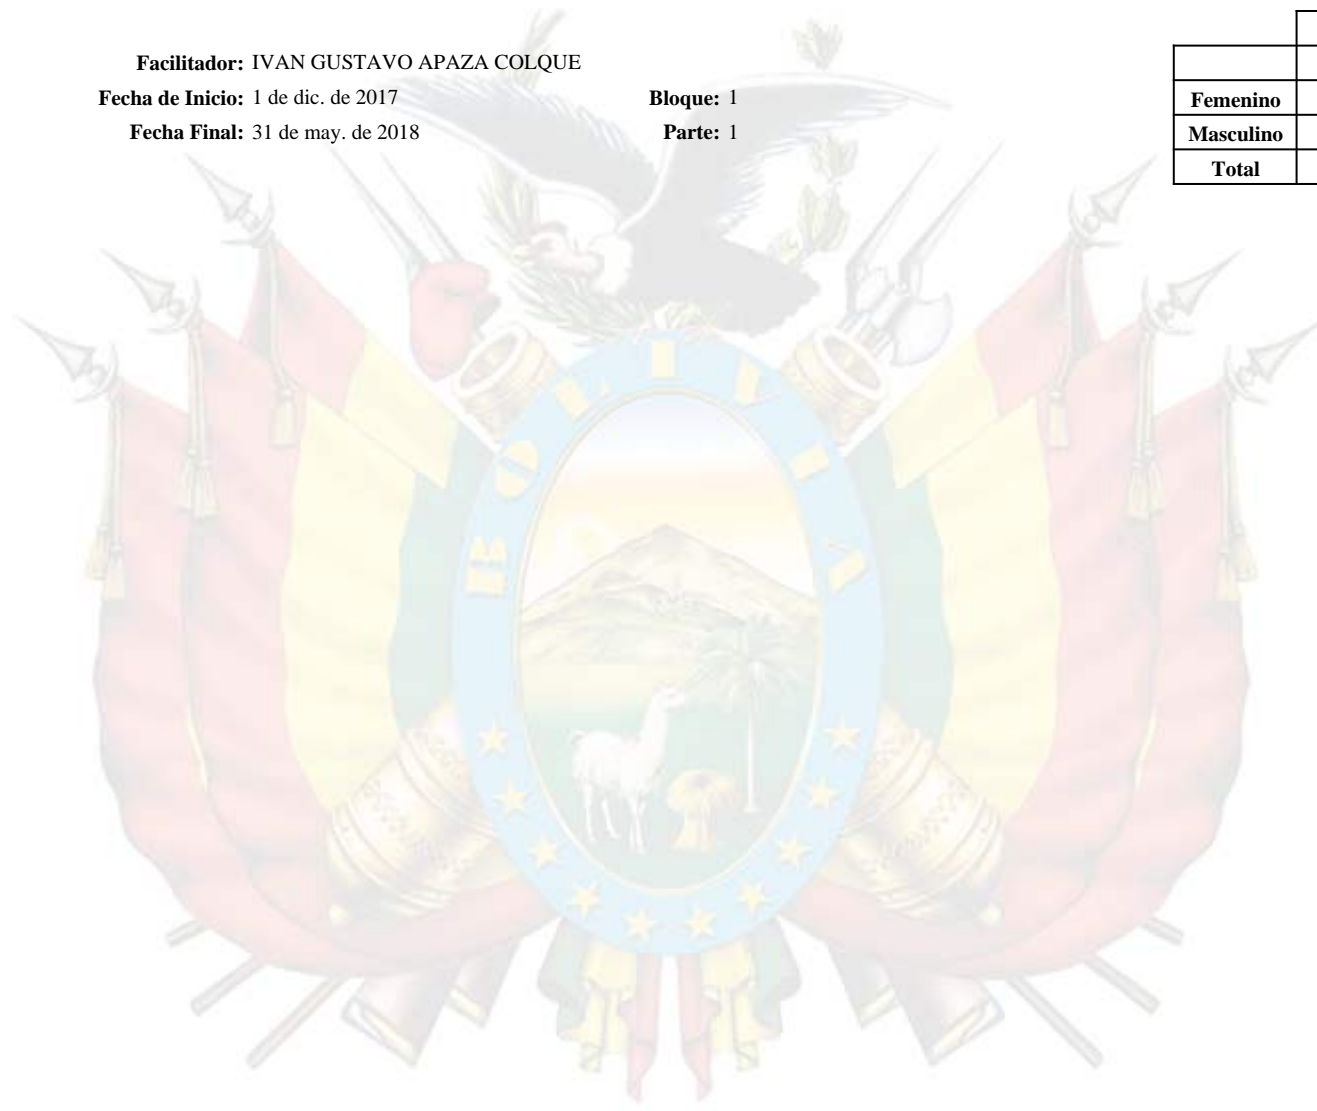 Facilitador: IVAN GUSTAVO APAZA COLQUE
Fecha de Inicio: 1 de dic. de 2017 Bloque: 1
Fecha Final: 31 de may. de 2018 Parte: 1
Femenino
Masculino
Total
BOLIVIA